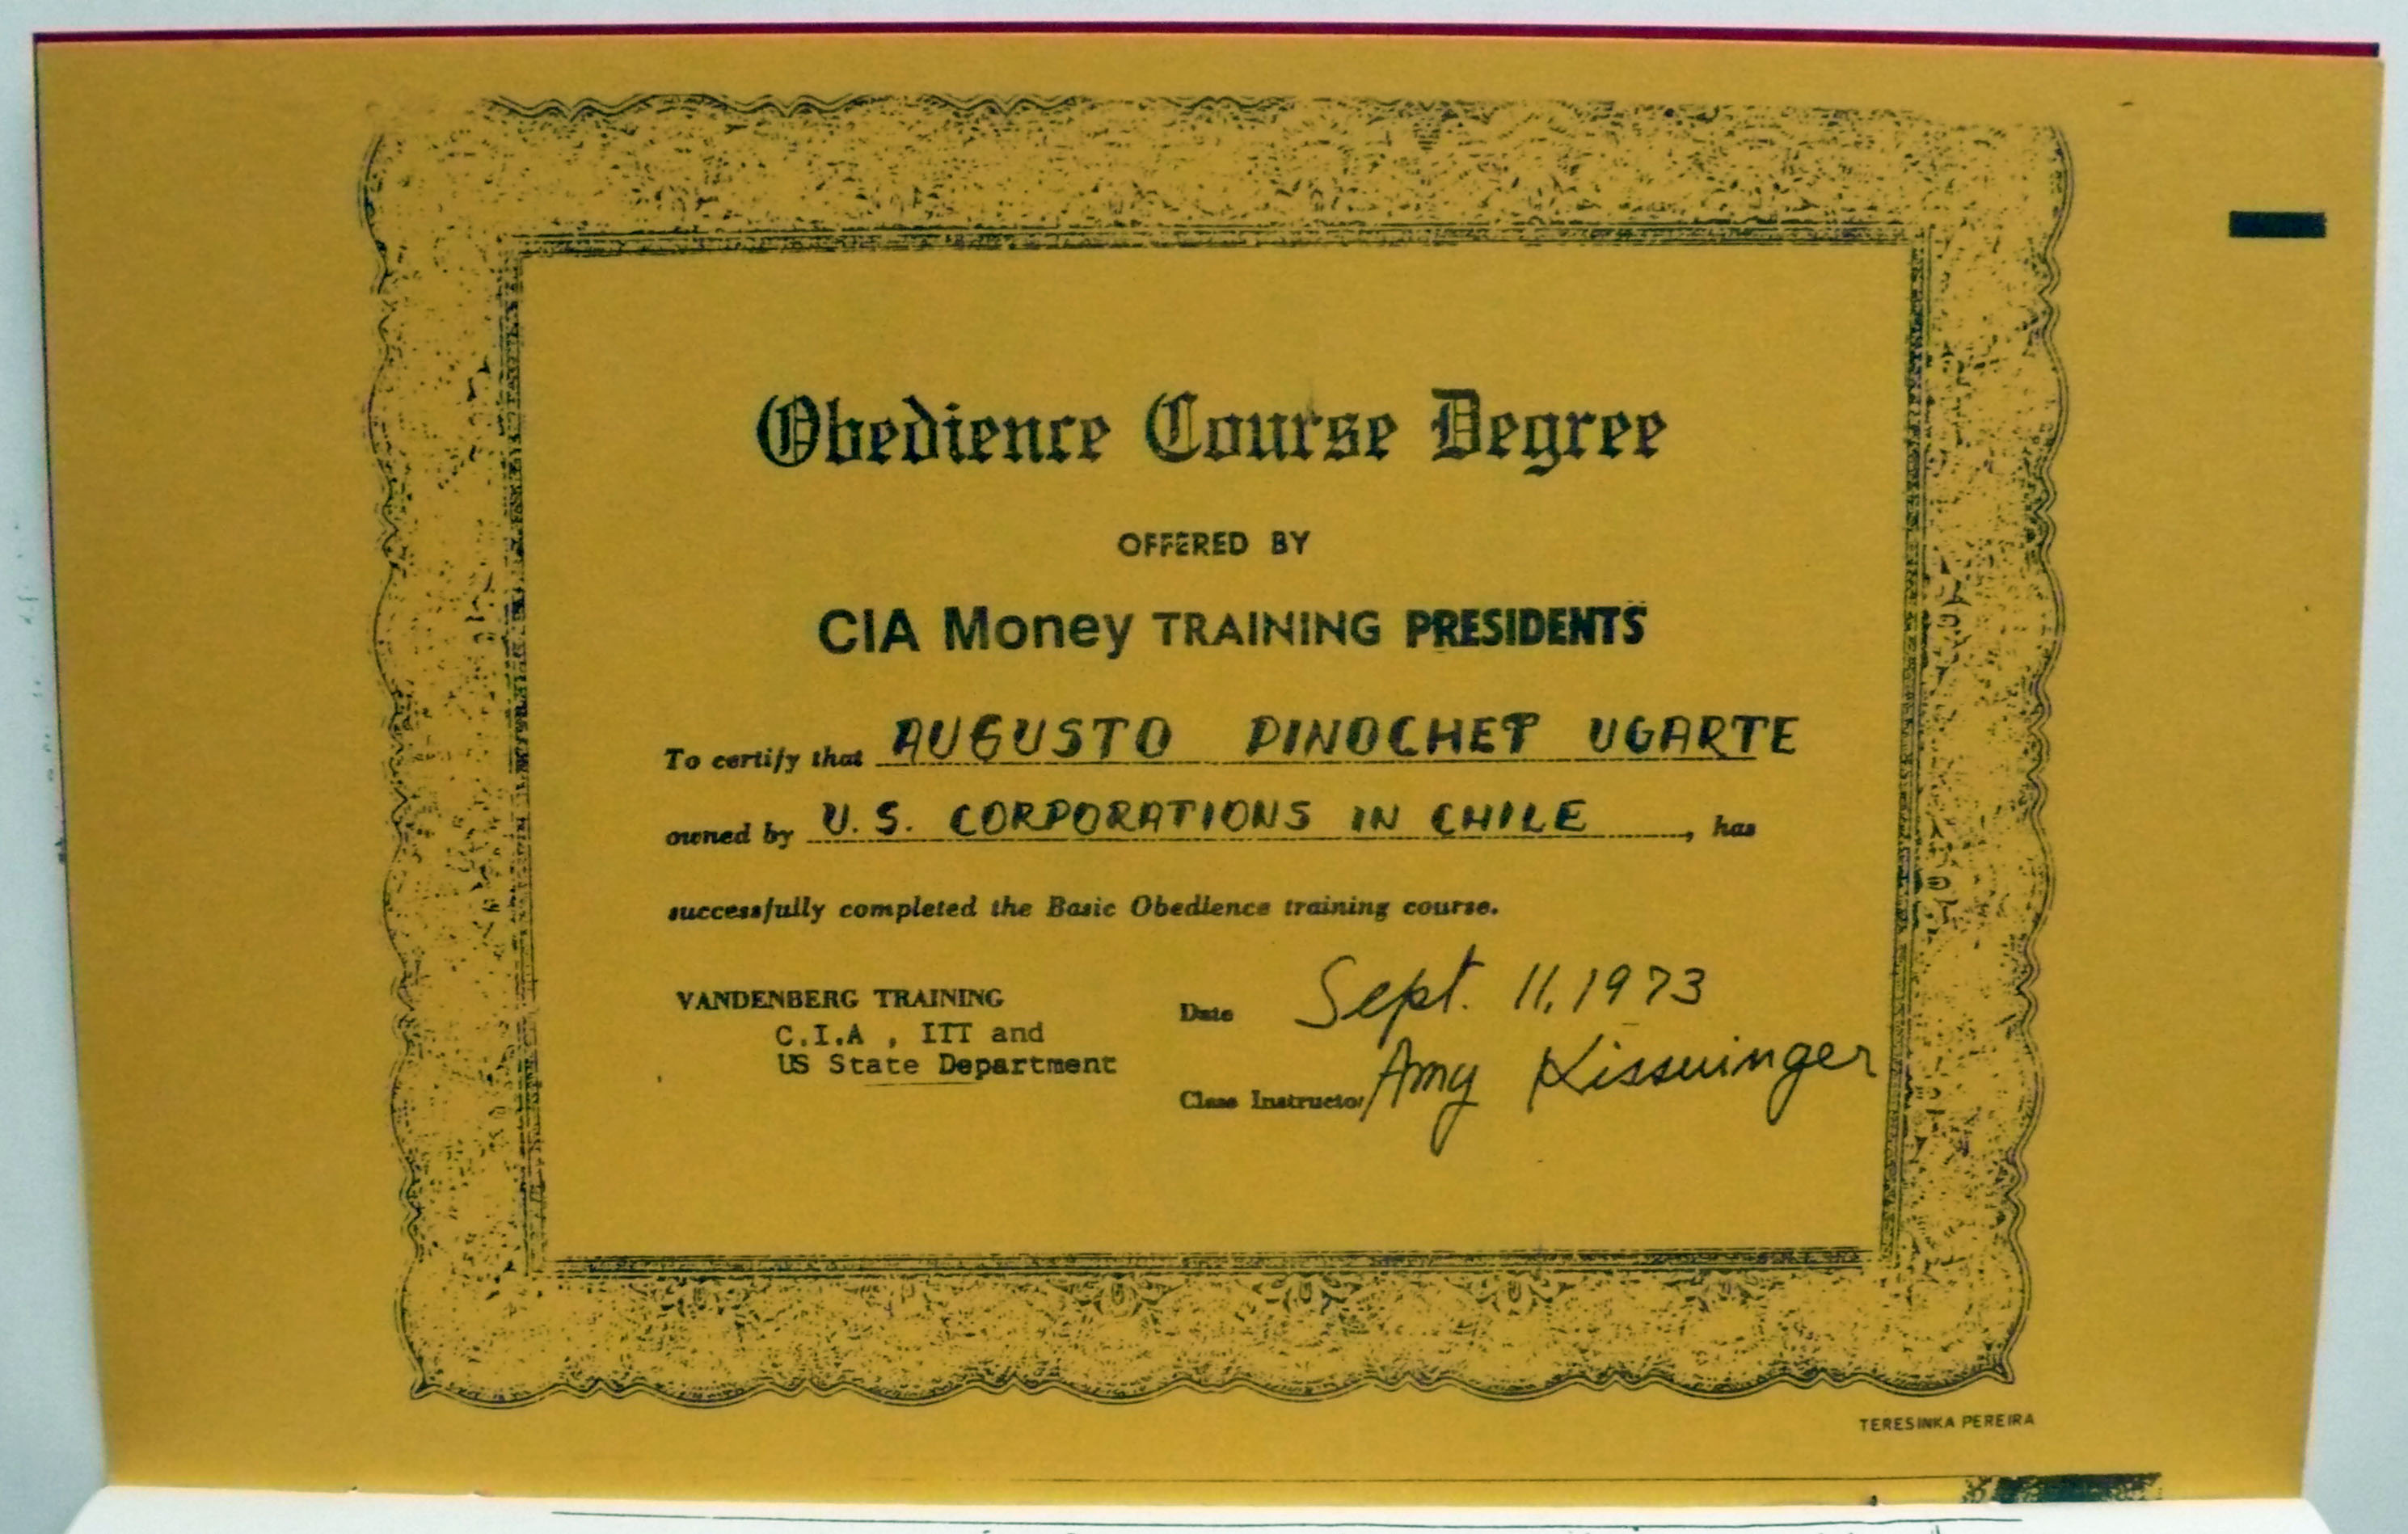 Obedience Course Degree
OFFERED BY
CIA Money TRAINING PRESIDENTS
To certify that AUGUSTO PINOCHET UGARTE
owned by U.S. CORPORATIONS IN CHILE, has
successfully completed the Basic Obedience training course.
VANDENBERG TRAINING
C.I.A , ITT and
US State Department
Date Sept. 11, 1973
Class Instructor Amy Kissuinger
TERESINKA PEREIRA